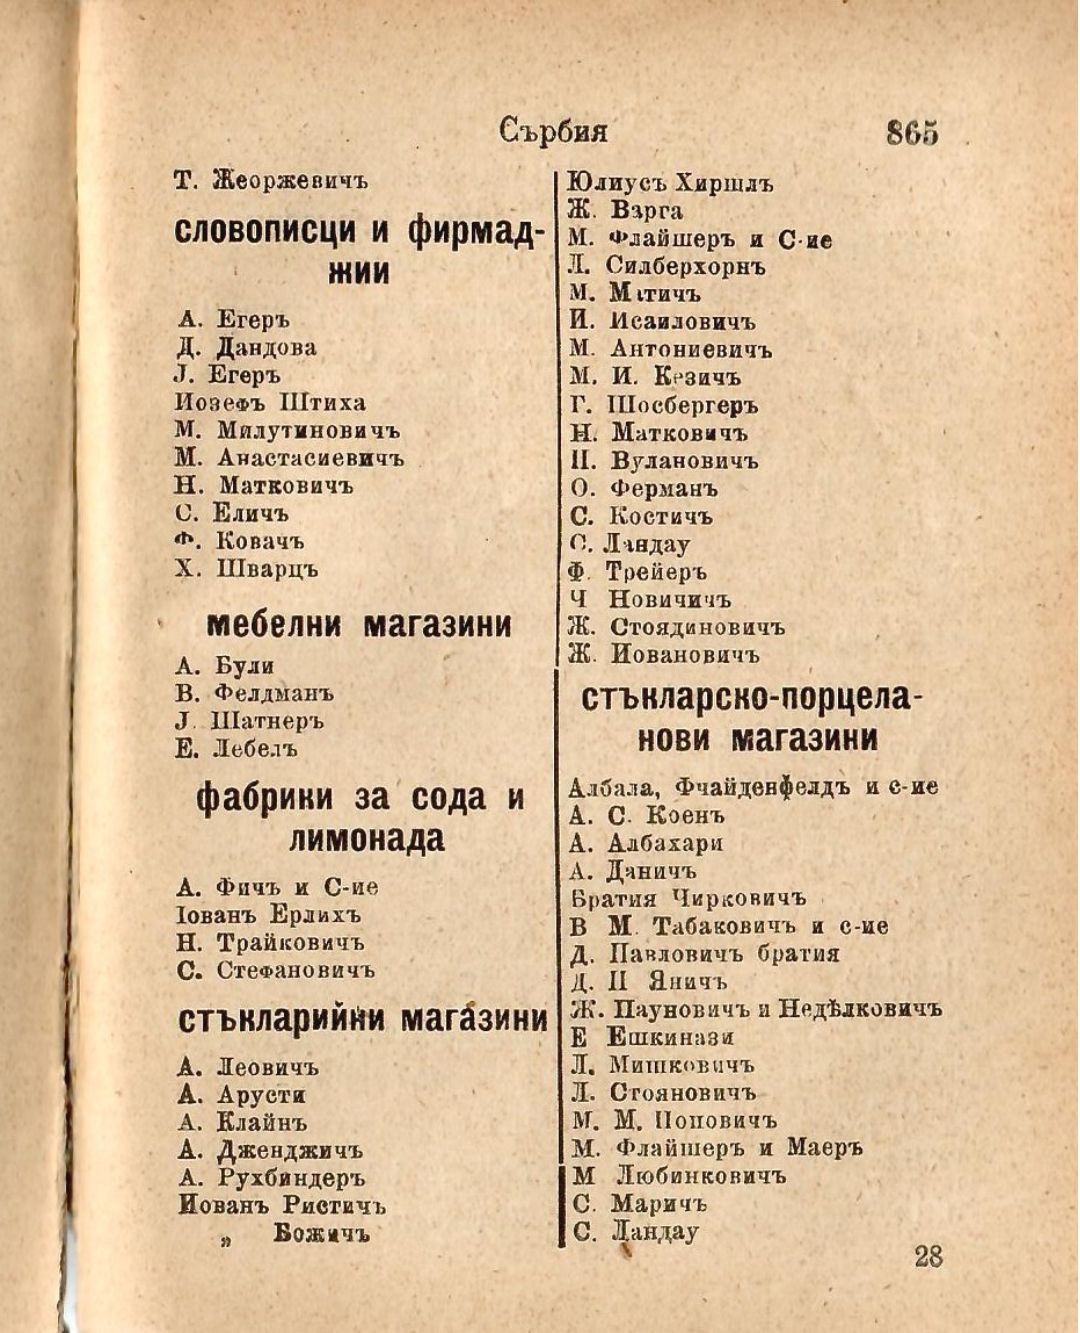 Сърбия 865
Т. Жеоржевичъ
словописци и фирмад-
жии
А. Егеръ
Д. Дандова
Ј. Егеръ
Иозефъ Штиха
М. Милутиновичъ
М. Анастасиевичъ
Н. Матковичъ
С. Еличъ
Ф. Ковачъ
Х. Шварцъ
мебелни магазини
А. Були
В. Фелдманъ
Ј. Шатнеръ
Е. Лебелъ
фабрики за сода и
лимонада
А. Фичъ и С-ие
Іованъ Ерлихъ
Н. Трайковичъ
С. Стефановичъ
стъкларийни магазини
А. Леовичъ
А. Арусти
А. Клайнъ
А. Дженджичъ
А. Рухбиндеръ
Иованъ Ристичъ
„ Божичъ
Юлиусъ Хиршлъ
Ж. Варга
М. Флайшеръ и С-ие
Л. Силберхорнъ
М. Митичъ
И. Исаиловичъ
М. Антониевичъ
М. И. Кезичъ
Г. Шосбергеръ
Н. Матковичъ
П. Вулановичъ
О. Ферманъ
С. Костичъ
С. Ландау
Ф. Трейеръ
Ч Новичичъ
Ж. Стоядиновичъ
Ж. Иовановичъ
стъкларско-порцела-
нови магазини
Албала, Фчайденфелдъ и с-ие
А. С. Коенъ
А. Албахари
А. Даничъ
Братия Чирковичъ
В М. Табаковичъ и с-ие
Д. Павловичъ братия
Д. П Яничъ
Ж. Пауновичъ и Недѣлковичъ
Е Ешкинази
Л. Митковичъ
Л. Стояновичъ
М. М. Поповичъ
М. Флайшеръ и Маеръ
М Любинковичъ
С. Маричъ
С. Ландау
28